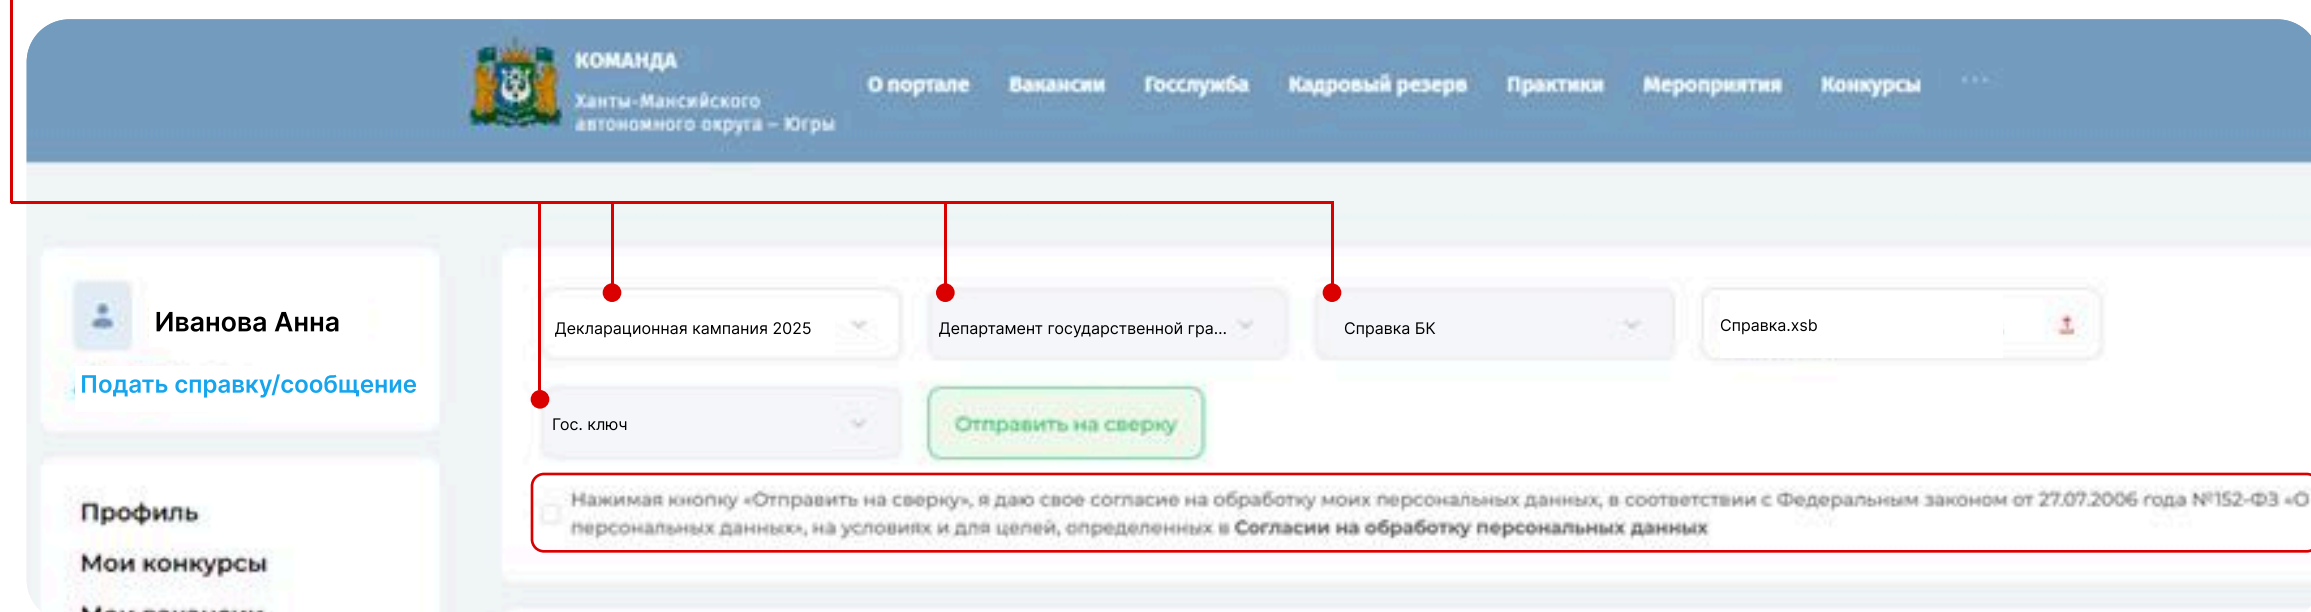 КОМАНДА
Ханты-Мансийского
автономного округа – Югры
О портале Вакансии Госслужба Кадровый резерв Практики Мероприятия Конкурсы ...
Иванова Анна
Подать справку/сообщение
Декларационная кампания 2025 Департамент государственной гра... Справка БК Справка.xsb
Гос. ключ Отправить на сверку
Нажимая кнопку «Отправить на сверку», я даю свое согласие на обработку моих персональных данных, в соответствии с Федеральным законом от 27.07.2006 года №152-ФЗ «О
персональных данных», на условиях и для целей, определенных в Согласии на обработку персональных данных
Профиль
Мои конкурсы